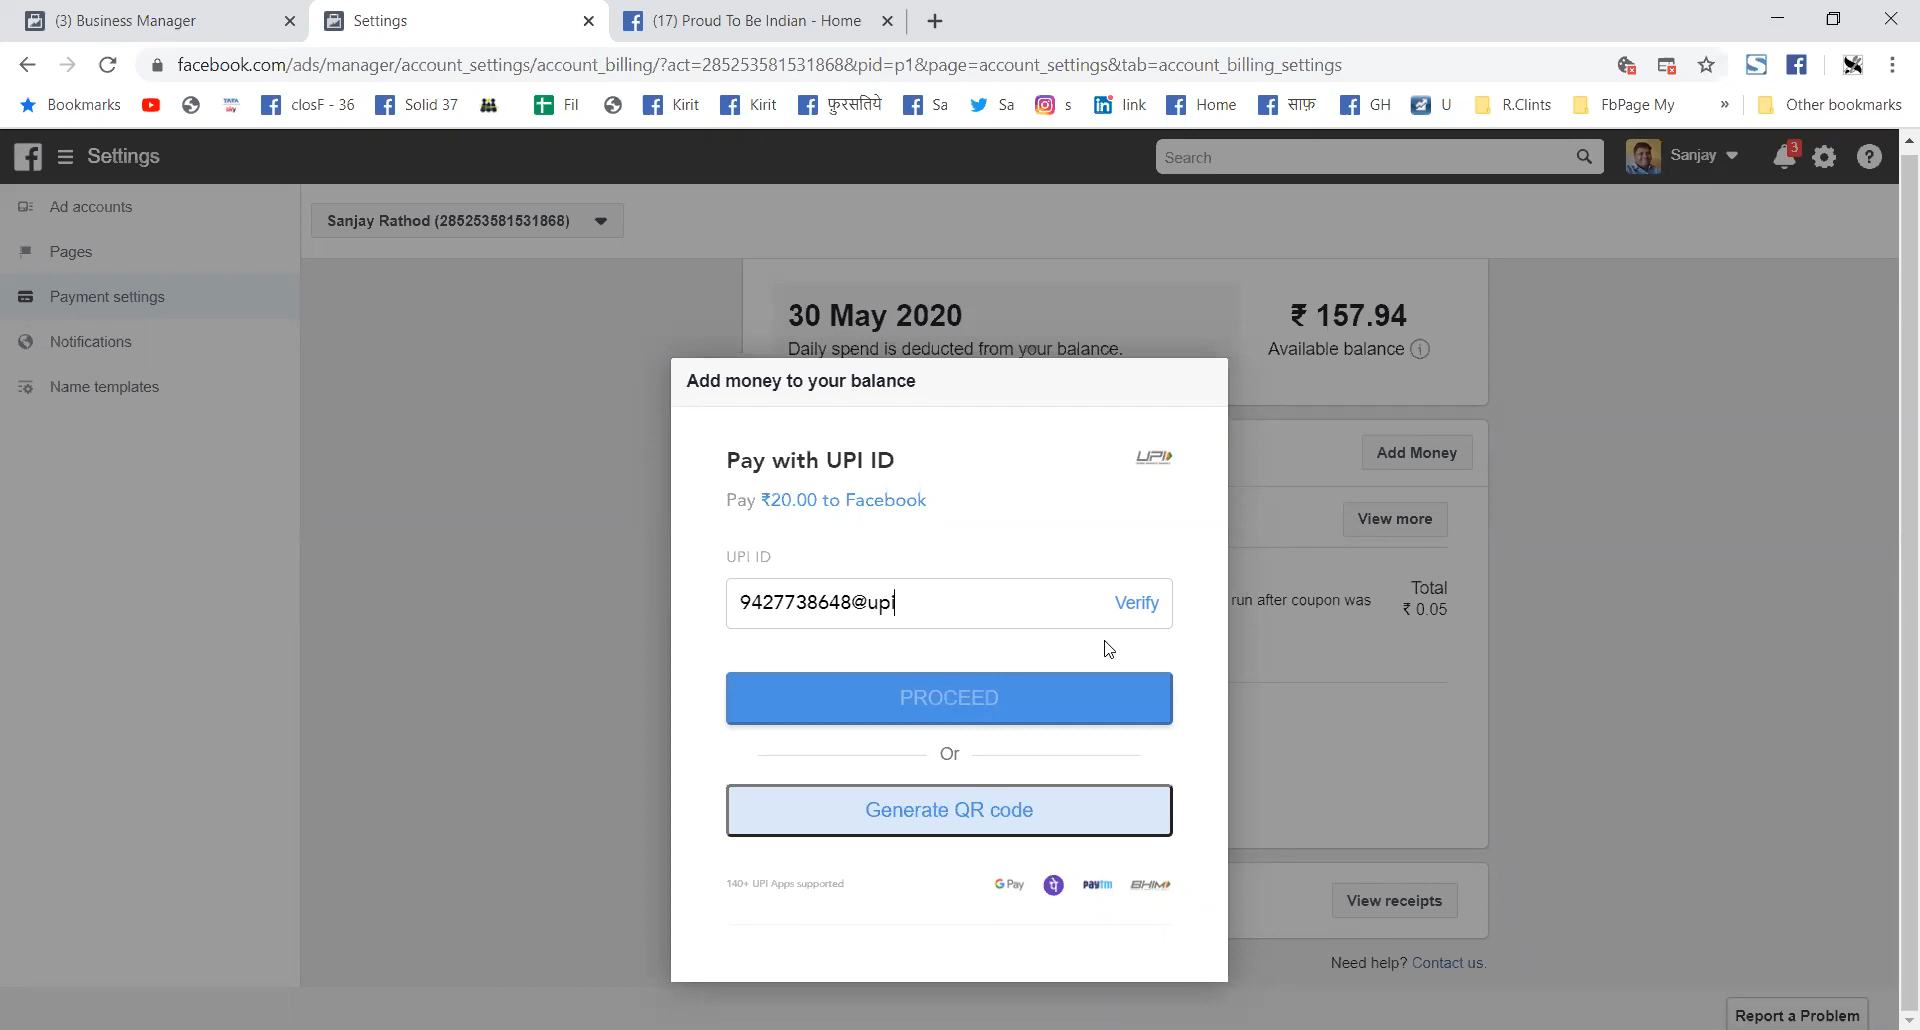 (3) Business Manager
Settings
(17) Proud To Be Indian - Home
facebook.com/ads/manager/account_settings/account_billing/?act=285253581531868&pid=p1&page=account_settings&tab=account_billing_settings
Bookmarks
closF - 36
Solid 37
Fil
Kirit
Kirit
फ़ुरसतिये
Sa
Sa
s
link
Home
साफ़
GH
U
R.Clints
FbPage My
»
Other bookmarks
Settings
Search
Sanjay
3
Ad accounts
Pages
Payment settings
Notifications
Name templates
Sanjay Rathod (285253581531868)
30 May 2020
Daily spend is deducted from your balance.
₹ 157.94
Available balance
Add money to your balance
Pay with UPI ID
UPI
Pay ₹20.00 to Facebook
UPI ID
9427738648@upi
Verify
PROCEED
Or
Generate QR code
140+ UPI Apps supported
G Pay
पे
paytm
BHIM
Add Money
View more
run after coupon was
Total
₹ 0.05
View receipts
Need help? Contact us.
Report a Problem